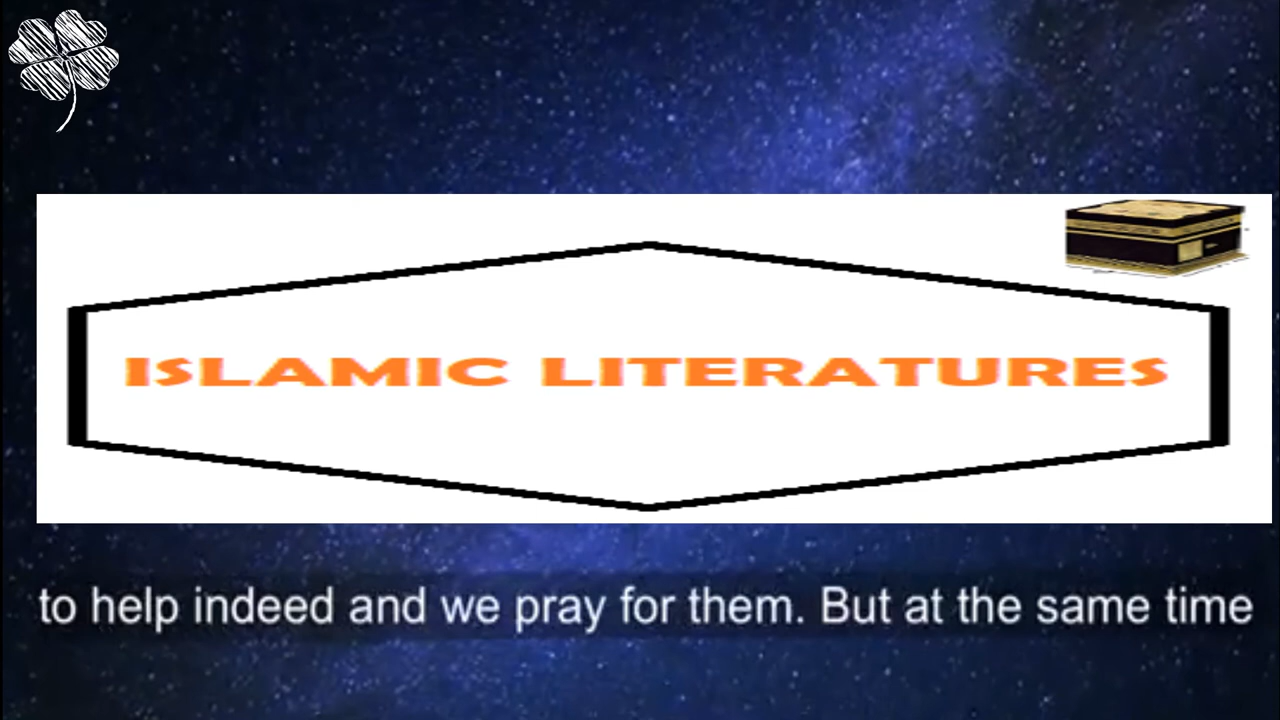 ISLAMIC LITERATURES
to help indeed and we pray for them. But at the same time